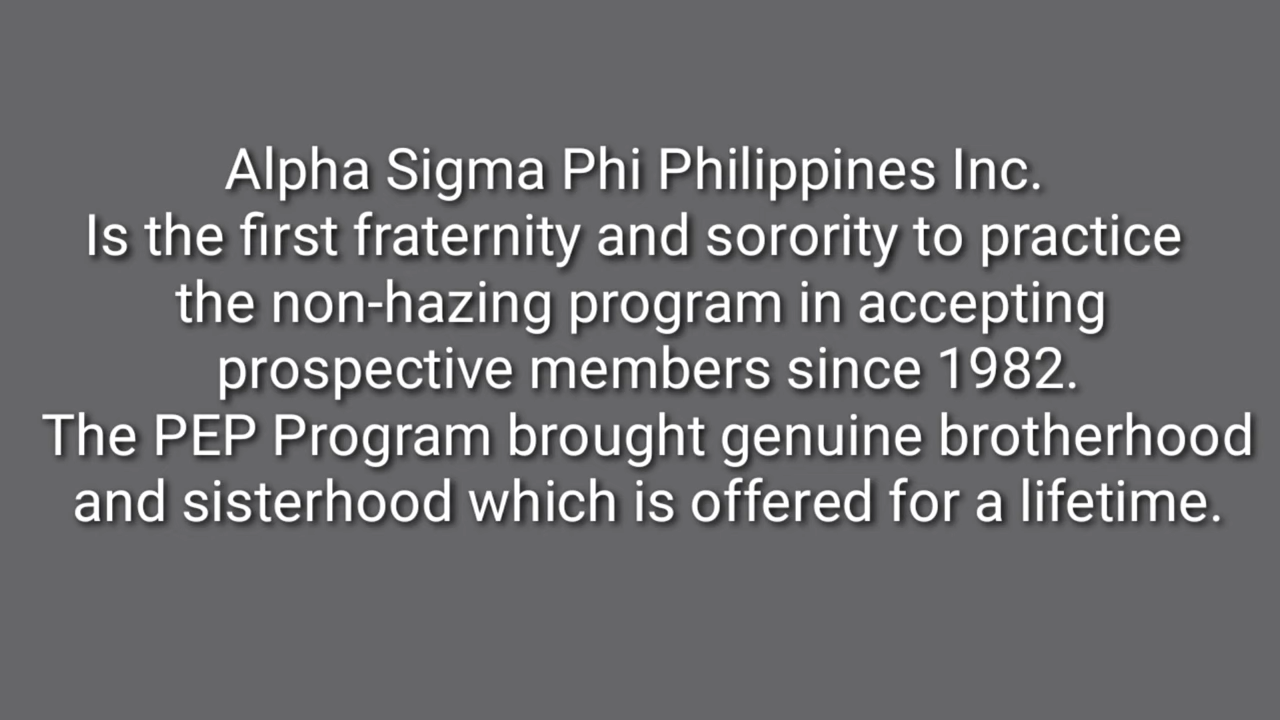 Alpha Sigma Phi Philippines Inc.
Is the first fraternity and sorority to practice
the non-hazing program in accepting
prospective members since 1982.
The PEP Program brought genuine brotherhood
and sisterhood which is offered for a lifetime.